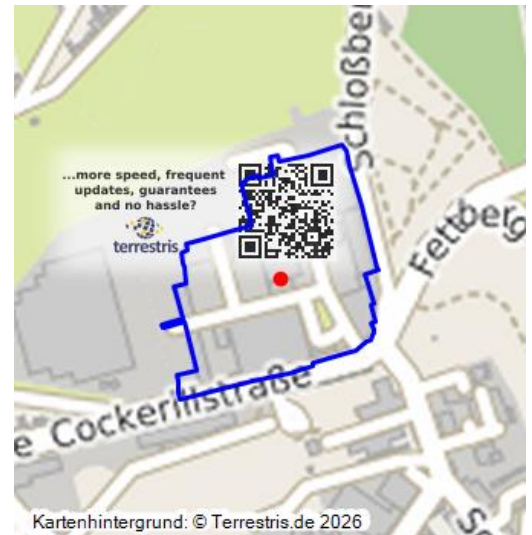 Schloßbe
...more speed, frequent
updates, guarantees
and no hassle?
terrestris
Fettberg
e Cockerillstraße
Kartenhintergrund: © Terrestris.de 2026